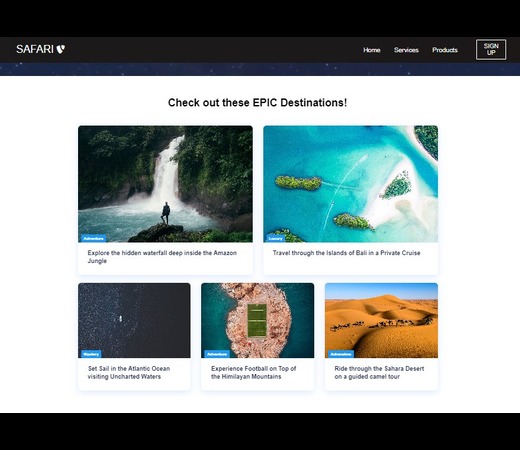 SAFARI
Home
Services
Products
SIGN
UP
Check out these EPIC Destinations!
Adventure
Luxury
Explore the hidden waterfall deep inside the Amazon
Jungle
Travel through the Islands of Bali in a Private Cruise
Mystery
Adventure
Adrenaline
Set Sail in the Atlantic Ocean
visiting Uncharted Waters
Experience Football on Top of
the Himilayan Mountains
Ride through the Sahara Desert
on a guided camel tour